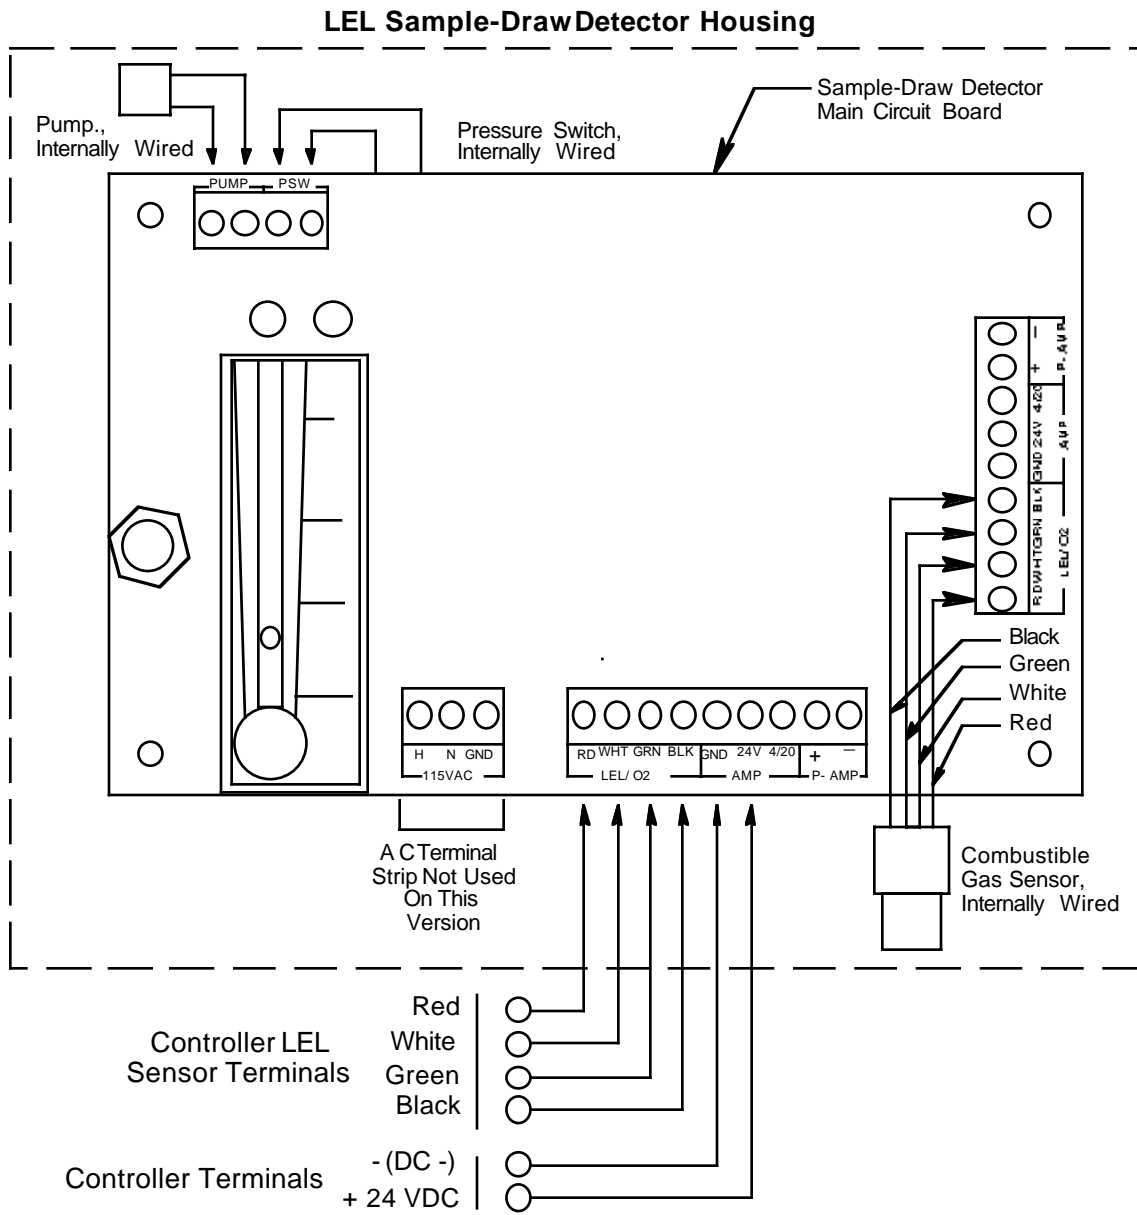 LEL Sample-Draw Detector Housing
Pump.,
Internally Wired
Pressure Switch,
Internally Wired
Sample-Draw Detector
Main Circuit Board
PUMP PSW
− + 4/20 24V GND BLK GRN WHT RD
P- AMP AMP LEL/O2
Black
Green
White
Red
H N GND
115VAC
RD WHT GRN BLK GND 24V 4/20 + −
LEL/ O2 AMP P- AMP
A C Terminal
Strip Not Used
On This
Version
Combustible
Gas Sensor,
Internally Wired
Controller LEL
Sensor Terminals
Red
White
Green
Black
Controller Terminals
- (DC -)
+ 24 VDC